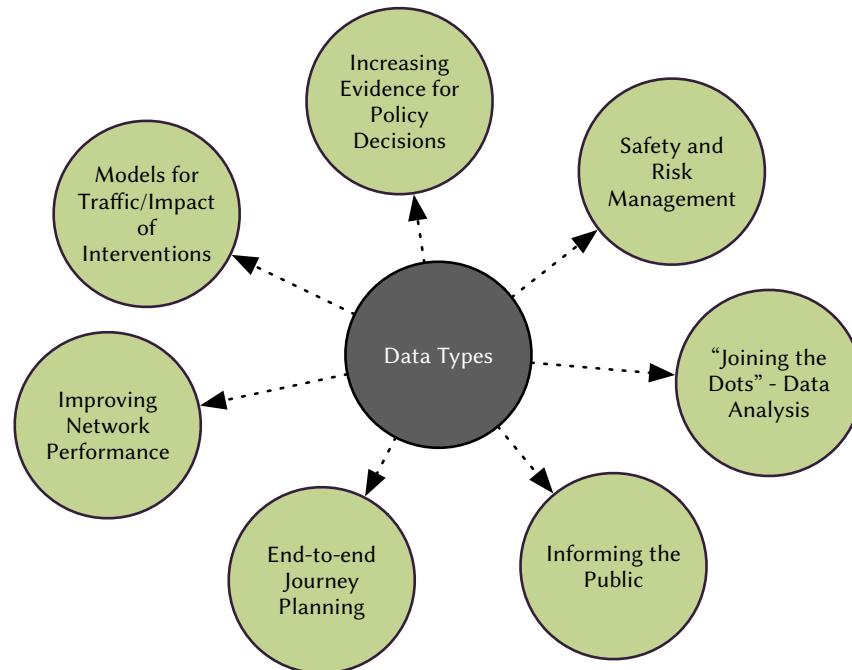 Increasing
Evidence for
Policy
Decisions
Safety and
Risk
Management
Models for
Traffic/Impact
of
Interventions
Data Types
“Joining the
Dots” - Data
Analysis
Improving
Network
Performance
End-to-end
Journey
Planning
Informing the
Public